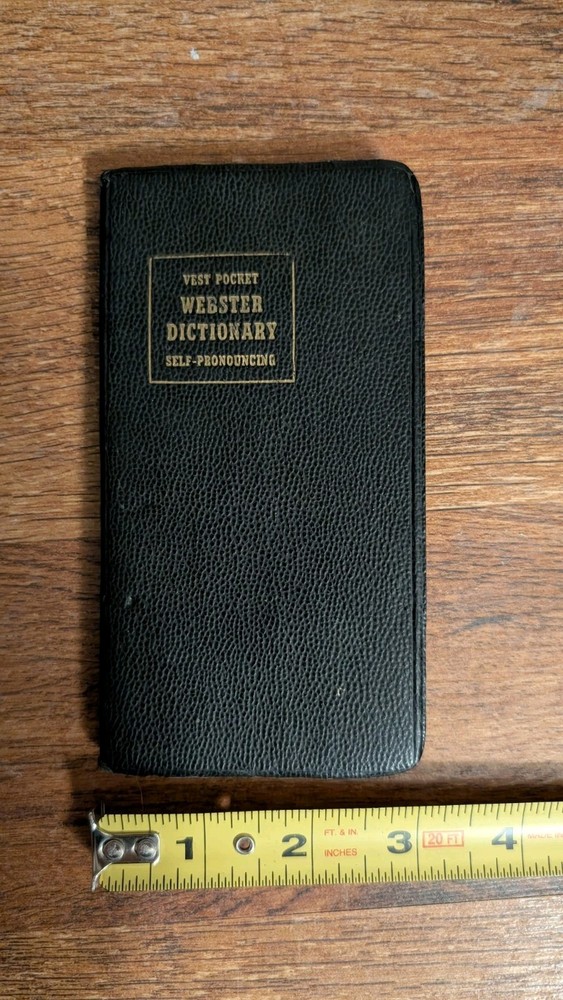 VEST POCKET
WEBSTER
DICTIONARY
SELF-PRONOUNCING
1 2 FT. & IN. 3 20 FT 4
INCHES